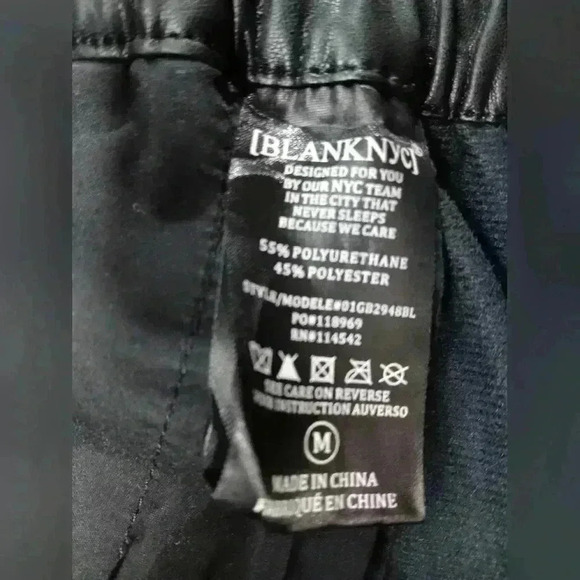 [BLANKNYC]®
DESIGNED FOR YOU
BY OUR NYC TEAM
IN THE CITY THAT
NEVER SLEEPS
BECAUSE WE CARE
55% POLYURETHANE
45% POLYESTER
STYLE/MODELE#01GB2948BL
PO#118969
RN#114542
SEE CARE ON REVERSE
INSTRUCTION AUVERSO
M
MADE IN CHINA
FABRIQUÉ EN CHINE